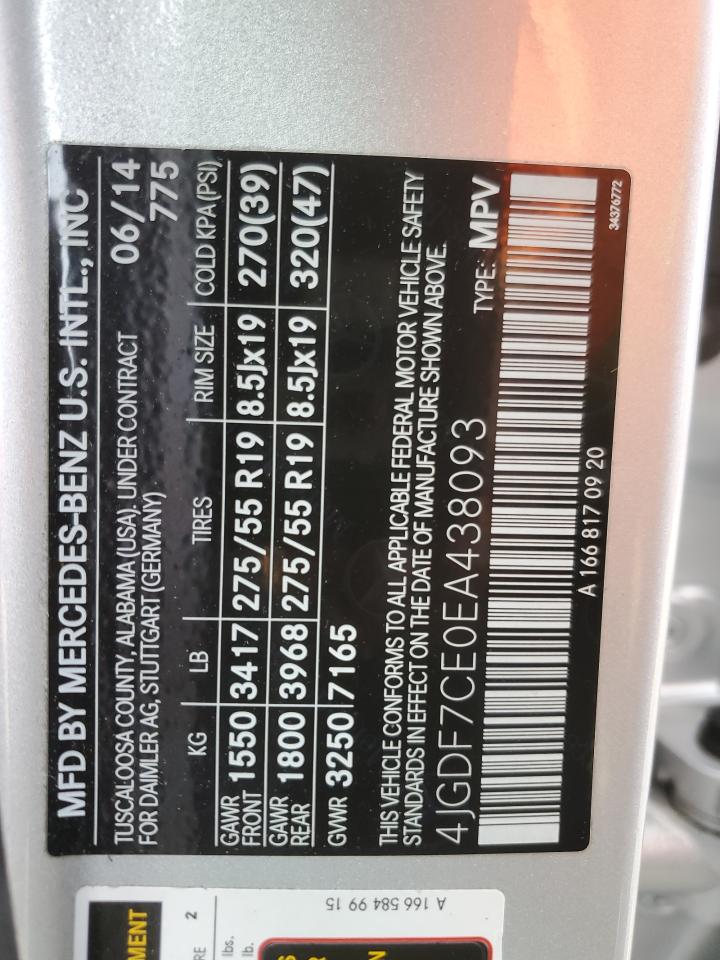 MFD BY MERCEDES-BENZ U.S. INTL., INC
TUSCALOOSA COUNTY, ALABAMA (USA), UNDER CONTRACT 06/14
FOR DAIMLER AG, STUTTGART (GERMANY) 775
KG LB TIRES RIM SIZE COLD KPA (PSI)
GAWR FRONT 1550 3417 275/55 R19 8.5Jx19 270(39)
GAWR REAR 1800 3968 275/55 R19 8.5Jx19 320(47)
GVWR 3250 7165
THIS VEHICLE CONFORMS TO ALL APPLICABLE FEDERAL MOTOR VEHICLE SAFETY
STANDARDS IN EFFECT ON THE DATE OF MANUFACTURE SHOWN ABOVE.
4JGDF7CE0EA438093 TYPE: MPV
A 166 817 09 20
34376772
A 166 584 99 15
MENT
RE 2
lbs.
lb.